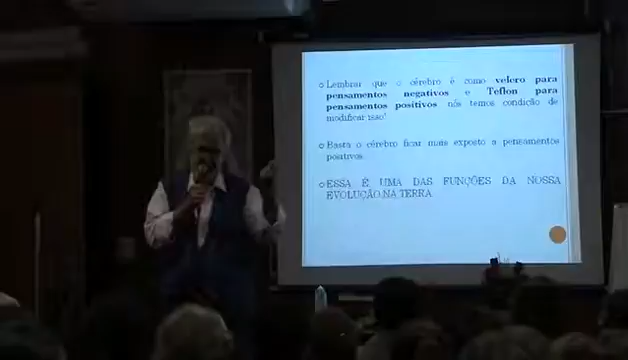 Lembrar que o cérebro é como velcro para
pensamentos negativos e Teflon para
pensamentos positivos nós temos condição de
modificar isso!
Basta o cérebro ficar mais exposto a pensamentos
positivos
ESSA É UMA DAS FUNÇÕES DA NOSSA
EVOLUÇÃO NA TERRA